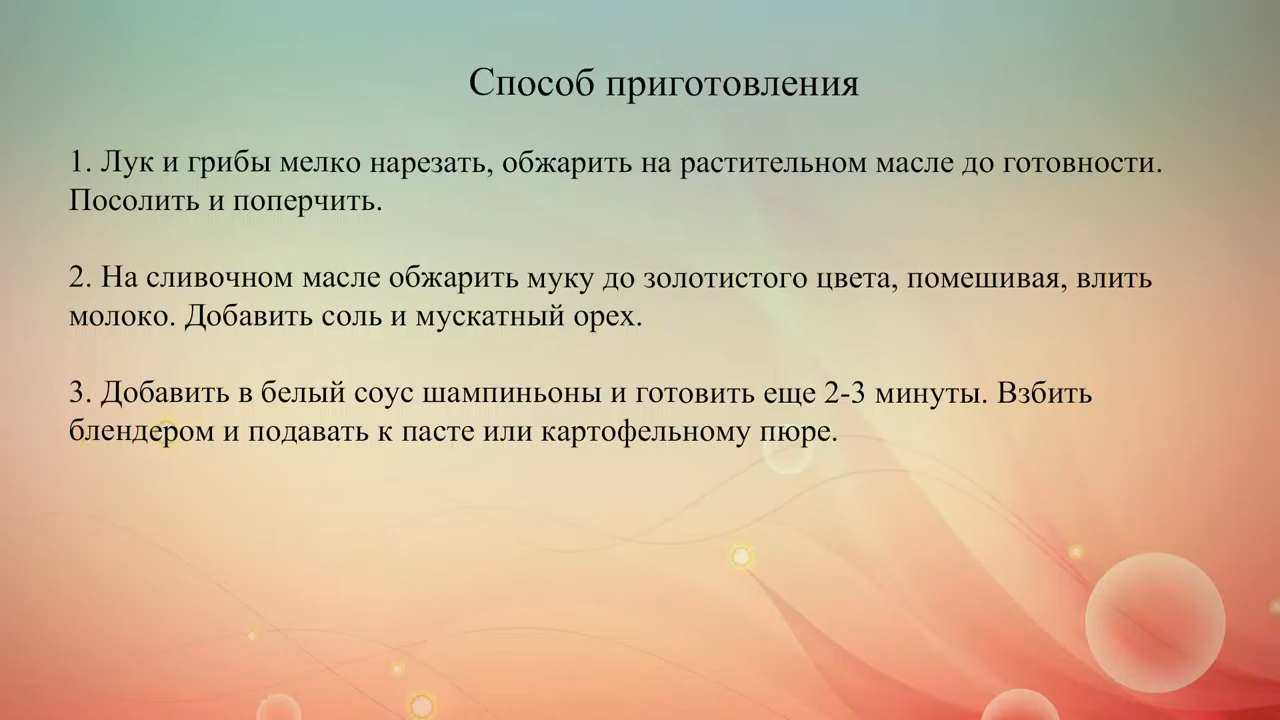 Способ приготовления
1. Лук и грибы мелко нарезать, обжарить на растительном масле до готовности.
Посолить и поперчить.
2. На сливочном масле обжарить муку до золотистого цвета, помешивая, влить
молоко. Добавить соль и мускатный орех.
3. Добавить в белый соус шампиньоны и готовить еще 2-3 минуты. Взбить
блендером и подавать к пасте или картофельному пюре.